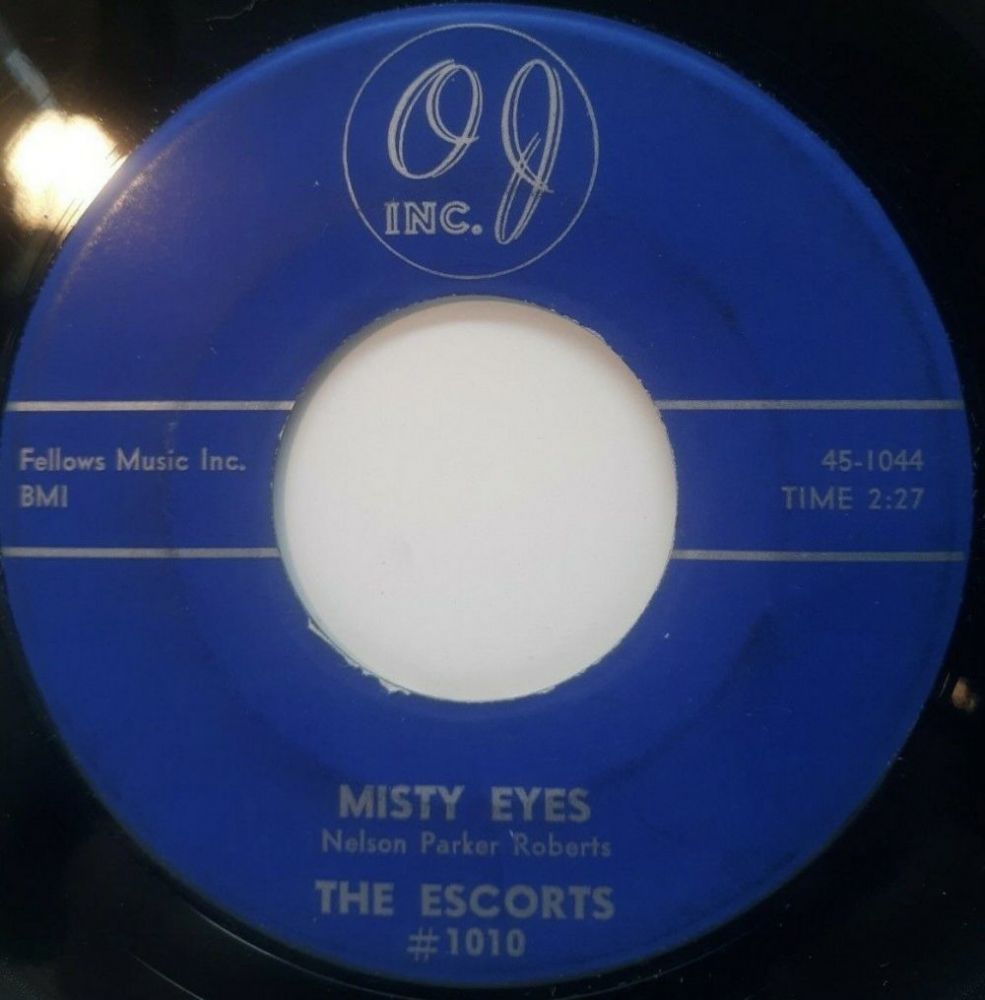 OJ
INC.
Fellows Music Inc.
BMI
45-1044
TIME 2:27
MISTY EYES
Nelson Parker Roberts
THE ESCORTS
#1010